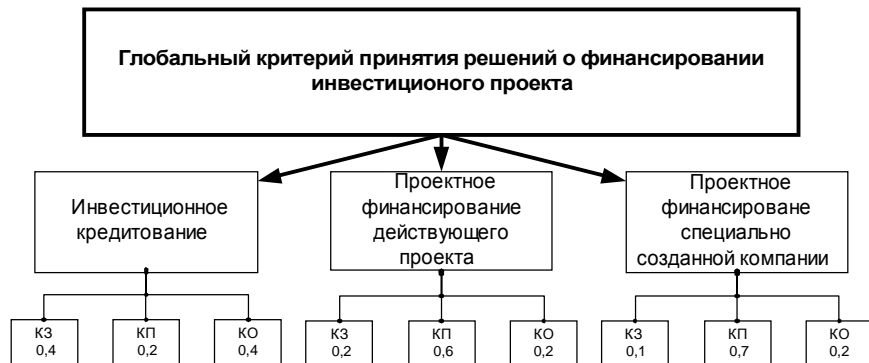 Глобальный критерий принятия решений о финансировании
инвестиционого проекта
Инвестиционное
кредитование
Проектное
финансирование
действующего
проекта
Проектное
финансироване
специально
созданной компании
КЗ
0,4
КП
0,2
КО
0,4
КЗ
0,2
КП
0,6
КО
0,2
КЗ
0,1
КП
0,7
КО
0,2